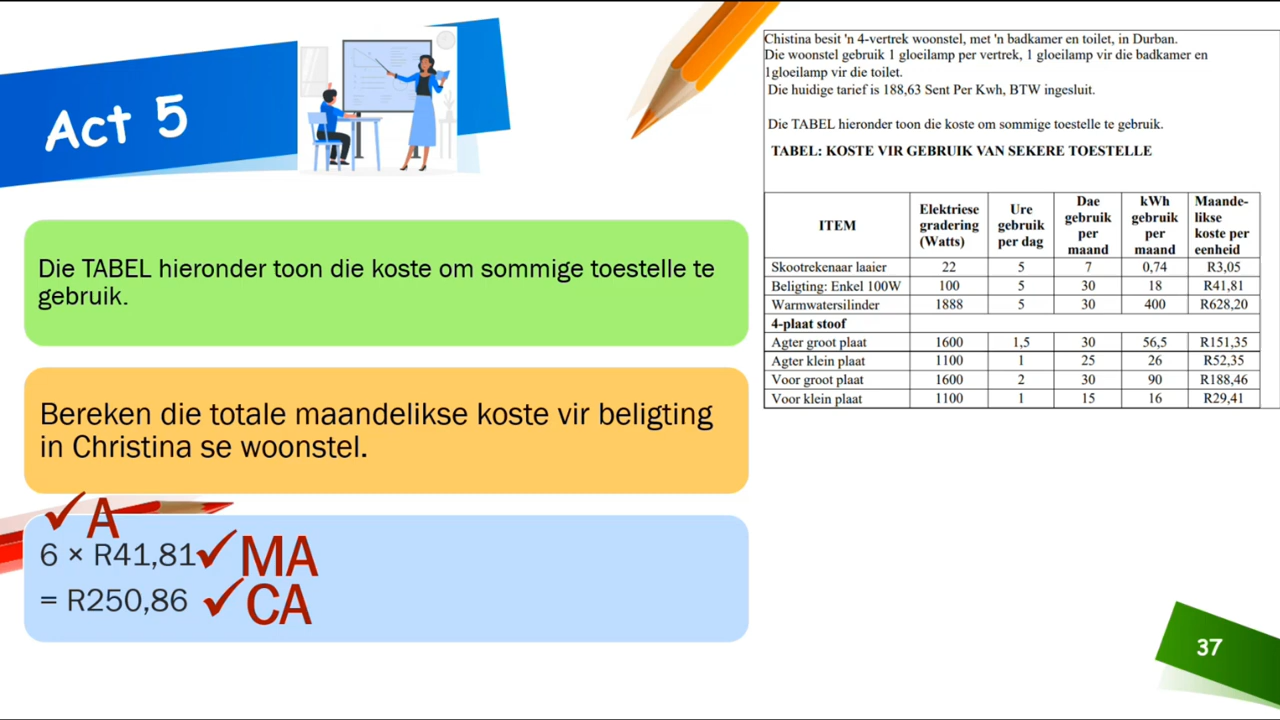 Act 5
Chistina besit 'n 4-vertrek woonstel, met 'n badkamer en toilet, in Durban.
Die woonstel gebruik 1 gloeilamp per vertrek, 1 gloeilamp vir die badkamer en
1gloeilamp vir die toilet.
Die huidige tarief is 188,63 Sent Per Kwh, BTW ingesluit.
Die TABEL hieronder toon die koste om sommige toestelle te gebruik.
TABEL: KOSTE VIR GEBRUIK VAN SEKERE TOESTELLE
ITEM Elektriese gradering (Watts) Ure gebruik per dag Dae gebruik per maand kWh gebruik per maand Maande-likse koste per eenheid
Skootrekenaar laaier 22 5 7 0,74 R3,05
Beligting: Enkel 100W 100 5 30 18 R41,81
Warmwatersilinder 1888 5 30 400 R628,20
4-plaat stoof
Agter groot plaat 1600 1,5 30 56,5 R151,35
Agter klein plaat 1100 1 25 26 R52,35
Voor groot plaat 1600 2 30 90 R188,46
Voor klein plaat 1100 1 15 16 R29,41
Die TABEL hieronder toon die koste om sommige toestelle te
gebruik.
Bereken die totale maandelikse koste vir beligting
in Christina se woonstel.
✓A
6 × R41,81✓MA
= R250,86 ✓CA
37